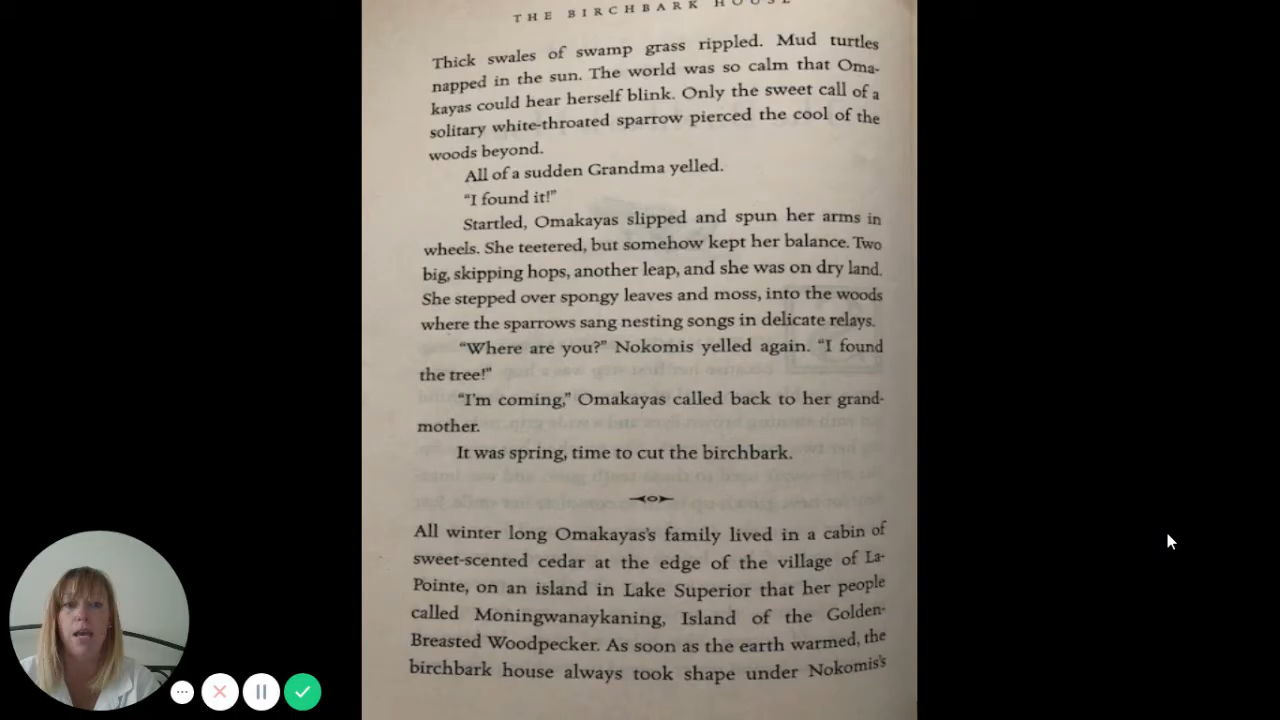 THE BIRCHBARK HOUSE
Thick swales of swamp grass rippled. Mud turtles
napped in the sun. The world was so calm that Oma-
kayas could hear herself blink. Only the sweet call of a
solitary white-throated sparrow pierced the cool of the
woods beyond.
All of a sudden Grandma yelled.
“I found it!”
Startled, Omakayas slipped and spun her arms in
wheels. She teetered, but somehow kept her balance. Two
big, skipping hops, another leap, and she was on dry land.
She stepped over spongy leaves and moss, into the woods
where the sparrows sang nesting songs in delicate relays.
“Where are you?” Nokomis yelled again. “I found
the tree!”
“I'm coming,” Omakayas called back to her grand-
mother.
It was spring, time to cut the birchbark.
All winter long Omakayas's family lived in a cabin of
sweet-scented cedar at the edge of the village of La-
Pointe, on an island in Lake Superior that her people
called Moningwanaykaning, Island of the Golden-
Breasted Woodpecker. As soon as the earth warmed, the
birchbark house always took shape under Nokomis's